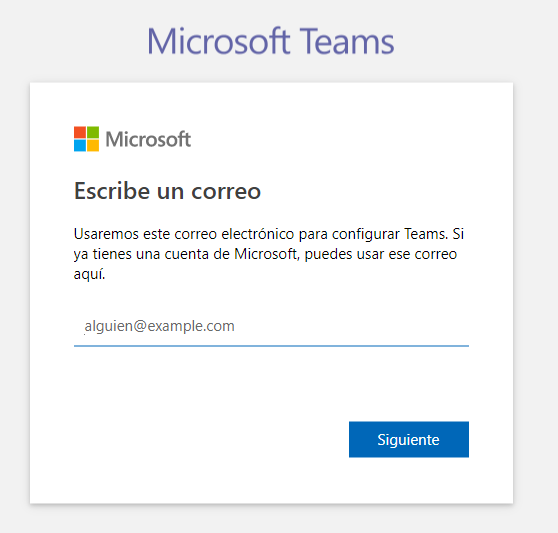 Microsoft Teams
Microsoft
Escribe un correo
Usaremos este correo electrónico para configurar Teams. Si
ya tienes una cuenta de Microsoft, puedes usar ese correo
aquí.
alguien@example.com
Siguiente